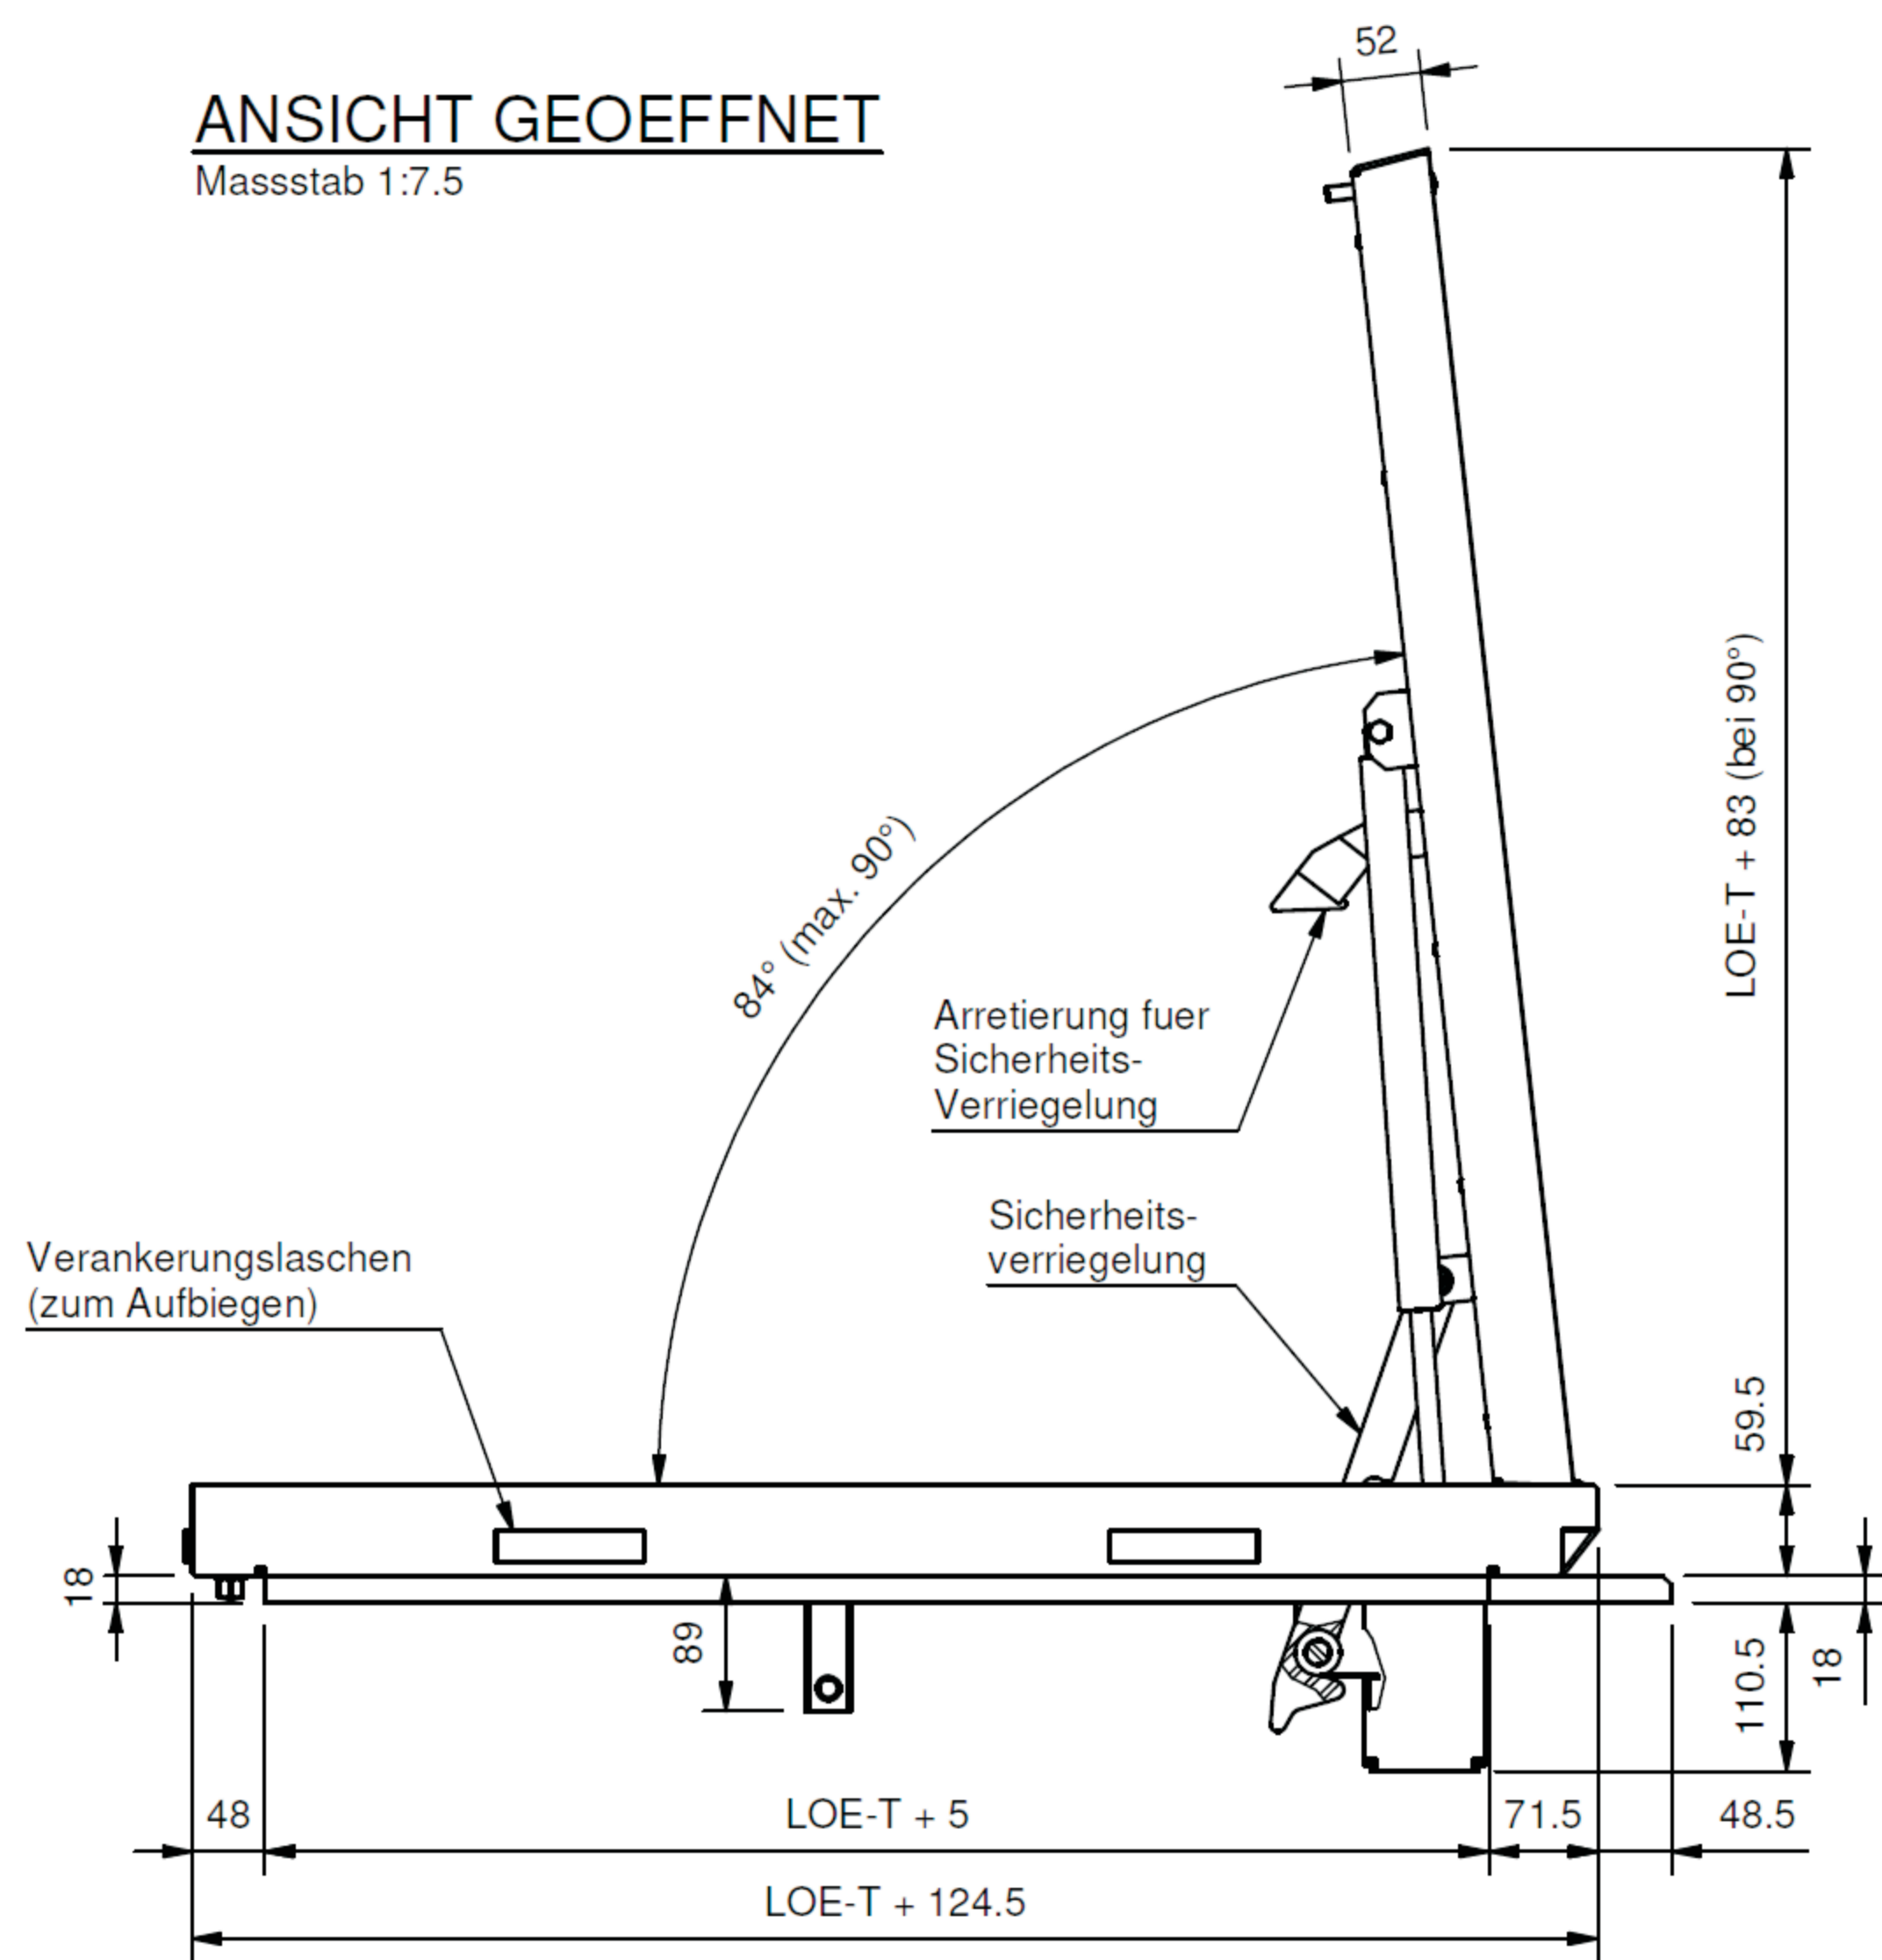 52
ANSICHT GEOEFFNET
Massstab 1:7.5
LOE-T + 83 (bei 90°)
84° (max. 90°)
Arretierung fuer
Sicherheits-
Verriegelung
Sicherheits-
verriegelung
Verankerungslaschen
(zum Aufbiegen)
59.5
18
89
110.5
18
48
LOE-T + 5
71.5
48.5
LOE-T + 124.5